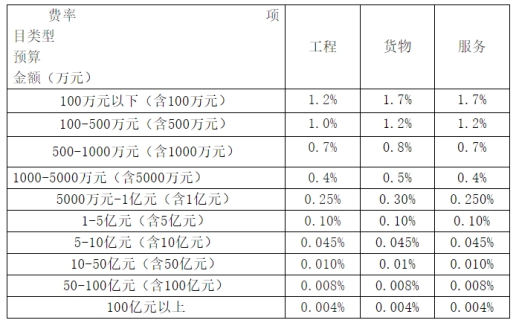 费率 项
目类型
预算
金额（万元）
工程 货物 服务
100万元以下（含100万元） 1.2% 1.7% 1.7%
100-500万元（含500万元） 1.0% 1.2% 1.2%
500-1000万元（含1000万元） 0.7% 0.8% 0.7%
1000-5000万元（含5000万元） 0.4% 0.5% 0.4%
5000万元-1亿元（含1亿元） 0.25% 0.30% 0.250%
1-5亿元（含5亿元） 0.10% 0.10% 0.10%
5-10亿元（含10亿元） 0.045% 0.045% 0.045%
10-50亿元（含50亿元） 0.010% 0.01% 0.010%
50-100亿元（含100亿元） 0.008% 0.008% 0.008%
100亿元以上 0.004% 0.004% 0.004%